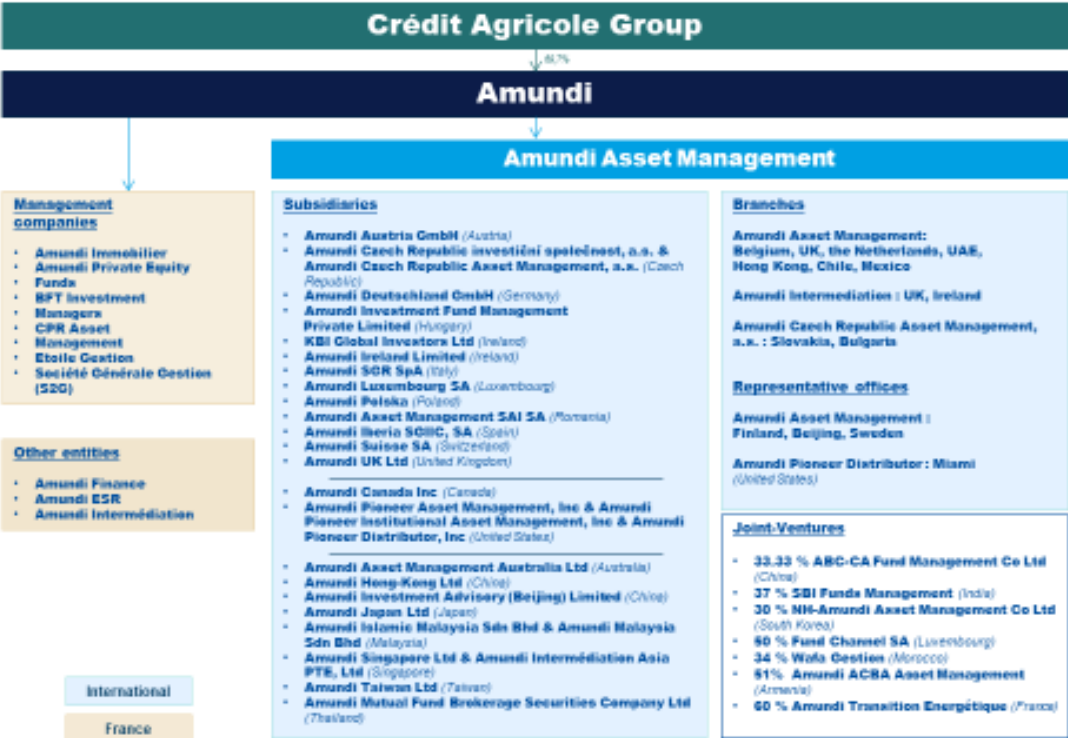 Crédit Agricole Group
Amundi
Amundi Asset Management
Management
companies
• Amundi Immobilier
• Amundi Private Equity
• Funds
• BFT Investment
• Managers
• CPR Asset
• Management
• Etoile Gestion
• Société Générale Gestion
(S2G)
Other entities
• Amundi Finance
• Amundi ESR
• Amundi Intermédiation
International
France
Subsidiaries
• Amundi Austria GmbH (Austria)
• Amundi Czech Republic investiční společnost, a.s. &
Amundi Czech Republic Asset Management, a.s. (Czech
Republic)
• Amundi Deutschland GmbH (Germany)
• Amundi Investment Fund Management
Private Limited (Hungary)
• KBI Global Investors Ltd (Ireland)
• Amundi Ireland Limited (Ireland)
• Amundi SGR SpA (Italy)
• Amundi Luxembourg SA (Luxembourg)
• Amundi Polska (Poland)
• Amundi Asset Management SAI SA (Romania)
• Amundi Iberia SGIIC, SA (Spain)
• Amundi Suisse SA (Switzerland)
• Amundi UK Ltd (United Kingdom)
• Amundi Canada Inc (Canada)
• Amundi Pioneer Asset Management, Inc & Amundi
Pioneer Institutional Asset Management, Inc & Amundi
Pioneer Distributor, Inc (United States)
• Amundi Asset Management Australia Ltd (Australia)
• Amundi Hong-Kong Ltd (China)
• Amundi Investment Advisory (Beijing) Limited (China)
• Amundi Japan Ltd (Japan)
• Amundi Islamic Malaysia Sdn Bhd & Amundi Malaysia
Sdn Bhd (Malaysia)
• Amundi Singapore Ltd & Amundi Intermédiation Asia
PTE, Ltd (Singapore)
• Amundi Taiwan Ltd (Taiwan)
• Amundi Mutual Fund Brokerage Securities Company Ltd
(Thailand)
Branches
Amundi Asset Management:
Belgium, UK, the Netherlands, UAE,
Hong Kong, Chile, Mexico
Amundi Intermediation : UK, Ireland
Amundi Czech Republic Asset Management,
a.s. : Slovakia, Bulgaria
Representative offices
Amundi Asset Management :
Finland, Beijing, Sweden
Amundi Pioneer Distributor : Miami
(United States)
Joint-Ventures
• 33.33 % ABC-CA Fund Management Co Ltd
(China)
• 37 % SBI Funds Management (India)
• 30 % NH-Amundi Asset Management Co Ltd
(South Korea)
• 50 % Fund Channel SA (Luxembourg)
• 34 % Wafa Gestion (Morocco)
• 51% Amundi ACBA Asset Management
(Armenia)
• 60 % Amundi Transition Energétique (France)